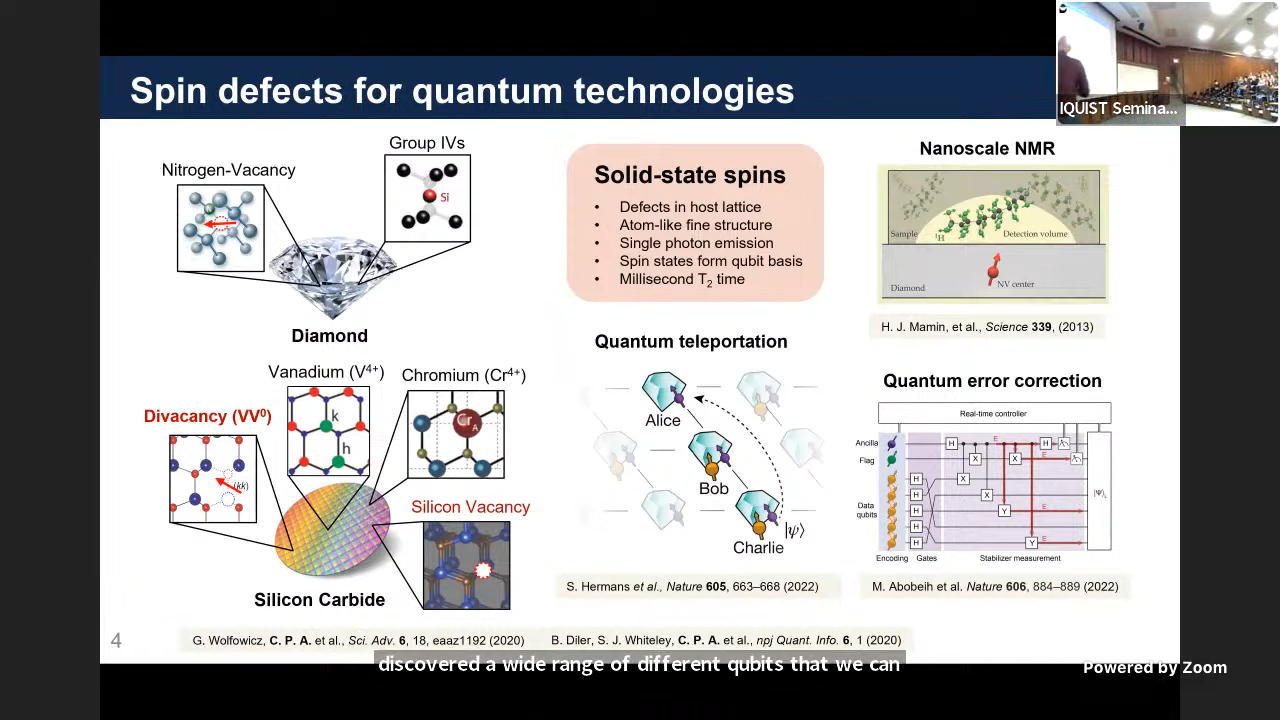 Spin defects for quantum technologies
IQUIST Semina...
Nitrogen-Vacancy
N
Group IVs
Si
Diamond
Vanadium (V4+)
k
h
Chromium (Cr4+)
CrA
Divacancy (VV0)
(kk)
Silicon Vacancy
Silicon Carbide
Solid-state spins
• Defects in host lattice
• Atom-like fine structure
• Single photon emission
• Spin states form qubit basis
• Millisecond T2 time
Quantum teleportation
Alice
Bob
Charlie
|ψ⟩
S. Hermans et al., Nature 605, 663–668 (2022)
Nanoscale NMR
Sample
1H
Detection volume
Diamond
NV center
H. J. Mamin, et al., Science 339, (2013)
Quantum error correction
Real-time controller
Ancilla
Flag
Data
qubits
H
X
X
H
E
E
H
X
H
X
H
Y
E
H
H
Y
E
|Ψ⟩L
Encoding Gates Stabilizer measurement
M. Abobeih et al. Nature 606, 884–889 (2022)
4
G. Wolfowicz, C. P. A. et al., Sci. Adv. 6, 18, eaaz1192 (2020)
B. Diler, S. J. Whiteley, C. P. A. et al., npj Quant. Info. 6, 1 (2020)
discovered a wide range of different qubits that we can
Powered by Zoom